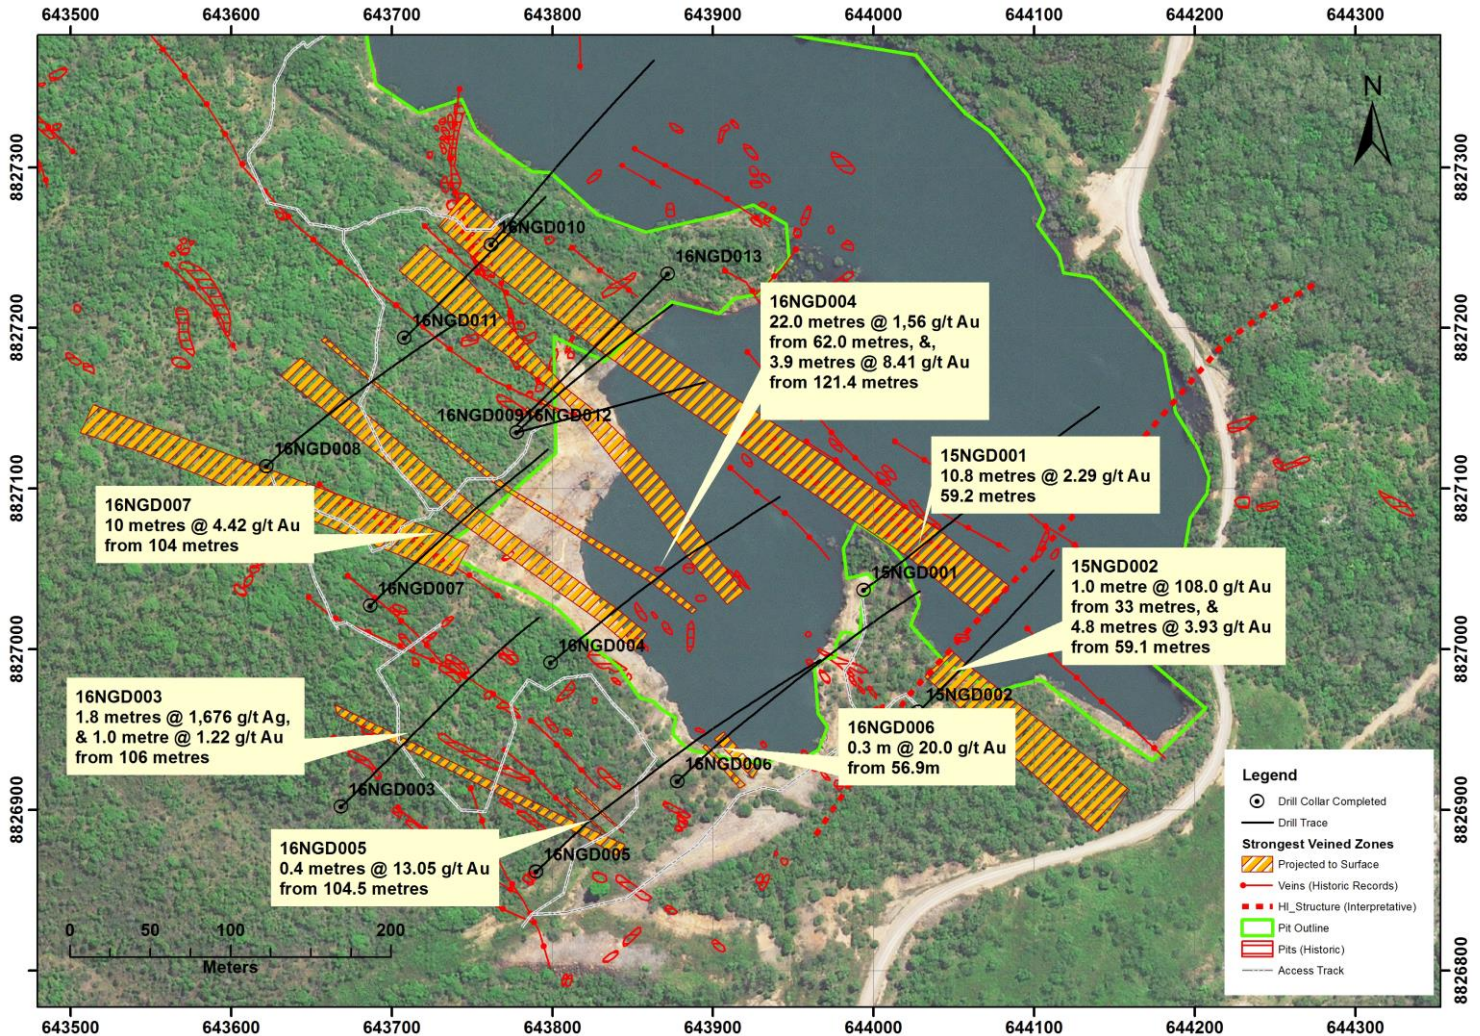 643500 643600 643700 643800 643900 644000 644100 644200 644300
N
8827300 8827300
16NGD010
16NGD013
16NGD004
22.0 metres @ 1,56 g/t Au
from 62.0 metres, &,
3.9 metres @ 8.41 g/t Au
from 121.4 metres
8827200 8827200
16NGD011
16NGD009 16NGD012
16NGD008
15NGD001
10.8 metres @ 2.29 g/t Au
59.2 metres
8827100 8827100
16NGD007
10 metres @ 4.42 g/t Au
from 104 metres
15NGD002
1.0 metre @ 108.0 g/t Au
from 33 metres, &
4.8 metres @ 3.93 g/t Au
from 59.1 metres
15NGD001
16NGD007
8827000 8827000
16NGD004
15NGD002
16NGD003
1.8 metres @ 1,676 g/t Ag,
& 1.0 metre @ 1.22 g/t Au
from 106 metres
16NGD006
0.3 m @ 20.0 g/t Au
from 56.9m
16NGD006
16NGD003
8826900 8826900
16NGD005
0.4 metres @ 13.05 g/t Au
from 104.5 metres
16NGD005
Legend
Drill Collar Completed
Drill Trace
Strongest Veined Zones
Projected to Surface
Veins (Historic Records)
HI_Structure (Interpretative)
Pit Outline
Pits (Historic)
Access Track
0 50 100 200
Meters
8826800 8826800
643500 643600 643700 643800 643900 644000 644100 644200 644300